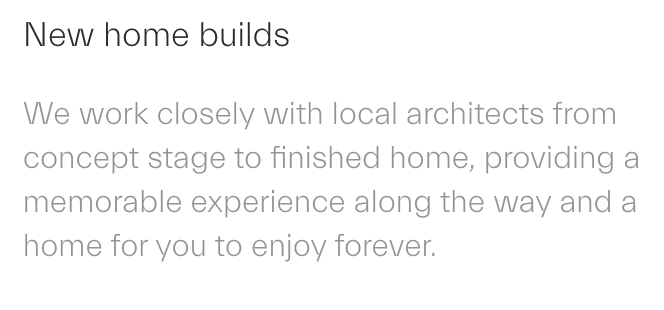 New home builds
We work closely with local architects from
concept stage to finished home, providing a
memorable experience along the way and a
home for you to enjoy forever.